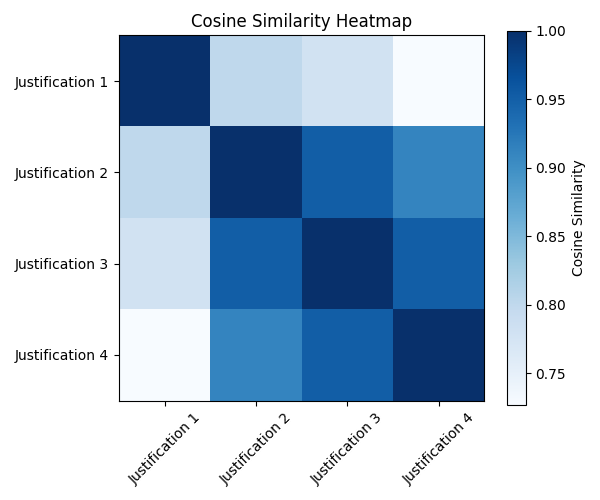 Cosine Similarity Heatmap
Justification 1
Justification 2
Justification 3
Justification 4
Justification 1
Justification 2
Justification 3
Justification 4
1.00
0.95
0.90
0.85
0.80
0.75
Cosine Similarity